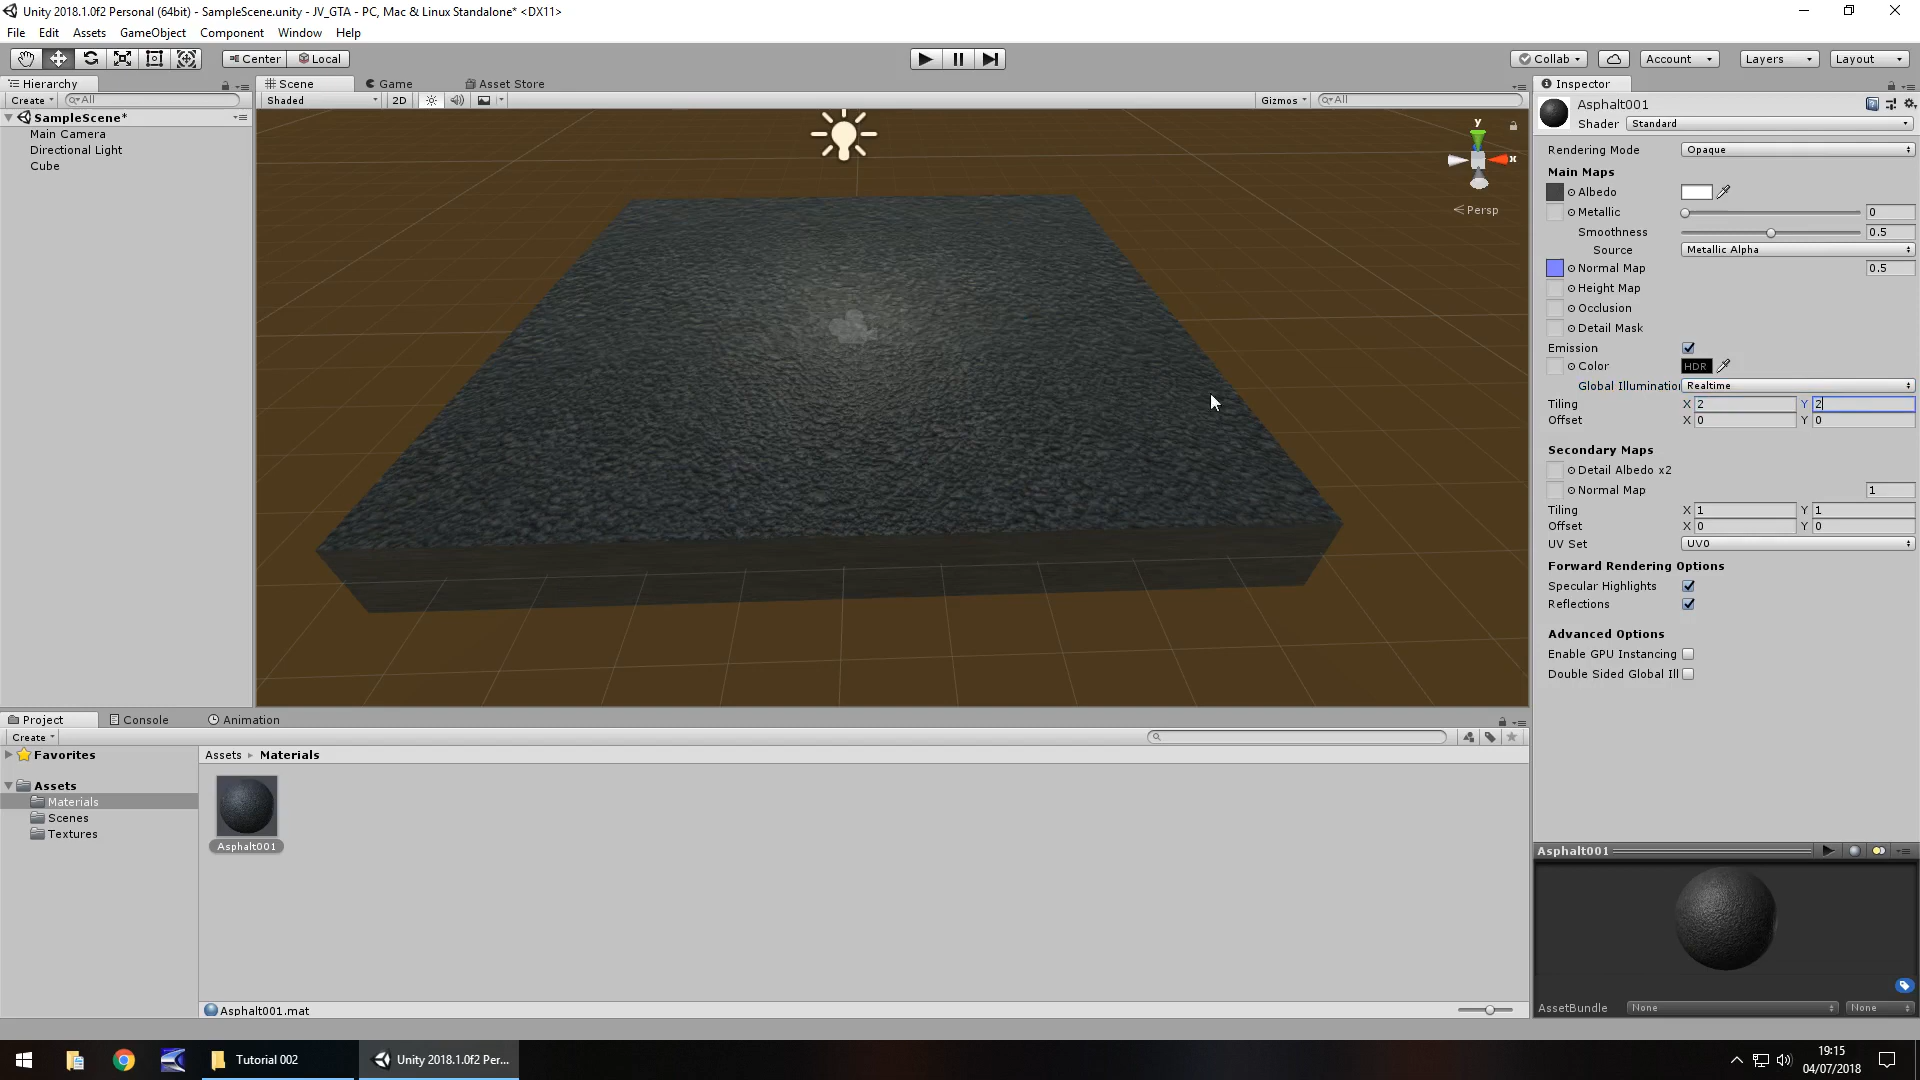 Unity 2018.1.0f2 Personal (64bit) - SampleScene.unity - JV_GTA - PC, Mac & Linux Standalone* <DX11>
File Edit Assets GameObject Component Window Help
Center Local Collab Account Layers Layout
Hierarchy
Create All
SampleScene*
Main Camera
Directional Light
Cube
Scene Game Asset Store
Shaded 2D Gizmos All
y
x
Persp
Inspector
Asphalt001
Shader Standard
Rendering Mode Opaque
Main Maps
Albedo
Metallic 0
Smoothness 0.5
Source Metallic Alpha
Normal Map 0.5
Height Map
Occlusion
Detail Mask
Emission
Color HDR
Global Illumination Realtime
Tiling X 2 Y 2
Offset X 0 Y 0
Secondary Maps
Detail Albedo x2
Normal Map 1
Tiling X 1 Y 1
Offset X 0 Y 0
UV Set UV0
Forward Rendering Options
Specular Highlights
Reflections
Advanced Options
Enable GPU Instancing
Double Sided Global Ill
Project Console Animation
Create
Favorites
Assets
Materials
Scenes
Textures
Assets Materials
Asphalt001
Asphalt001.mat
Asphalt001
AssetBundle None None
Tutorial 002 Unity 2018.1.0f2 Per...
19:15
04/07/2018